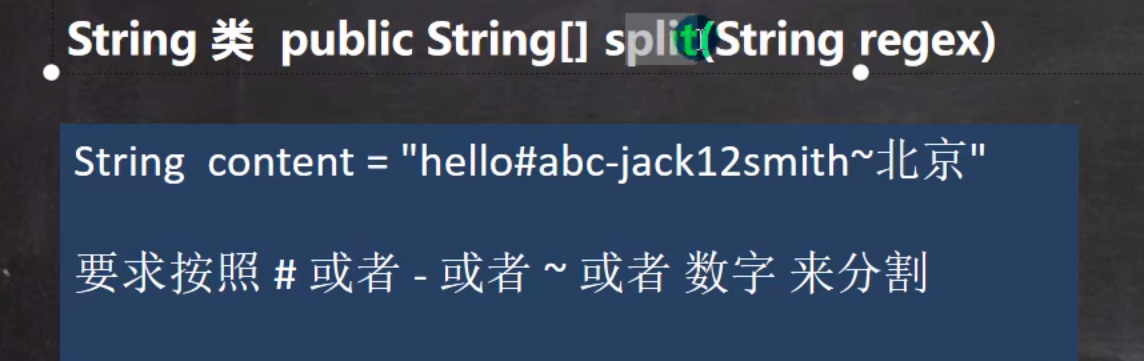 String 类 public String[] split(String regex)
String content = "hello#abc-jack12smith~北京"
要求按照 # 或者 - 或者 ~ 或者 数字 来分割